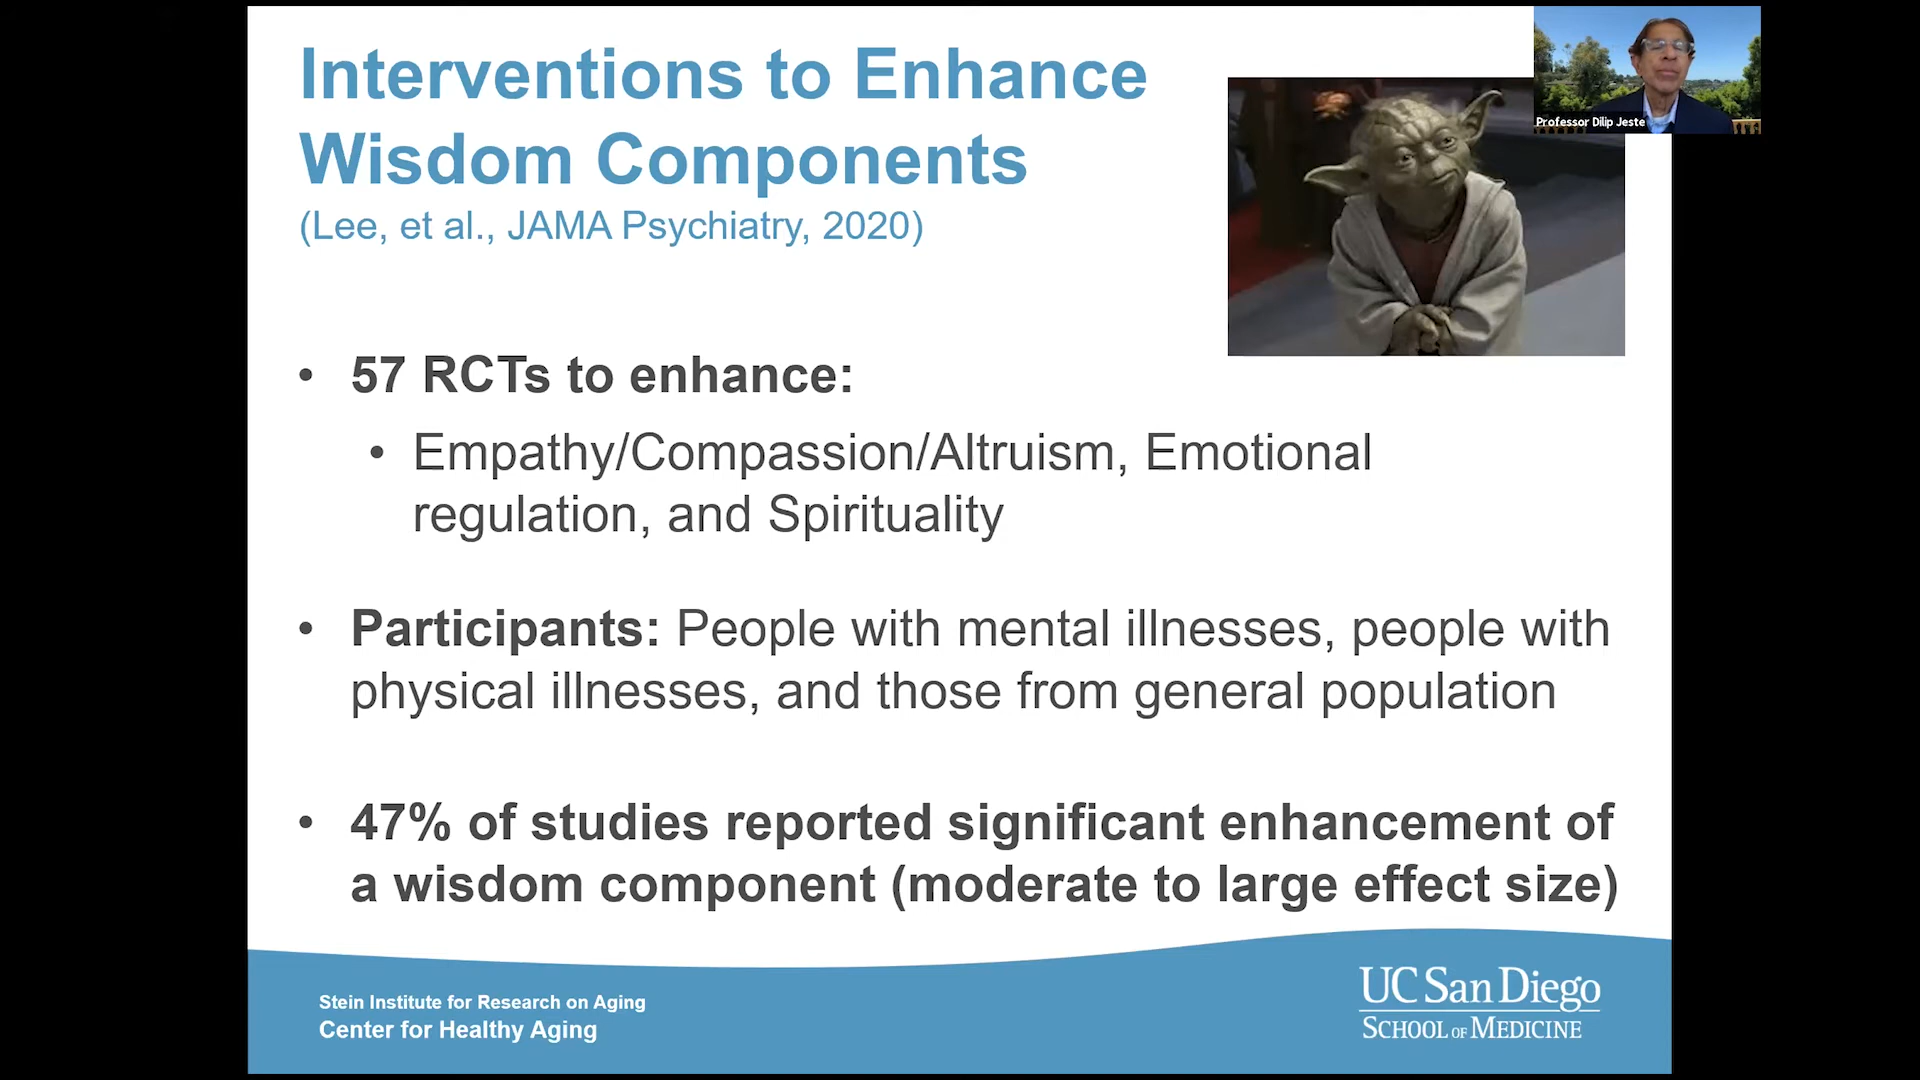 Interventions to Enhance
Wisdom Components
(Lee, et al., JAMA Psychiatry, 2020)
Professor Dilip Jeste
• 57 RCTs to enhance:
• Empathy/Compassion/Altruism, Emotional
regulation, and Spirituality
• Participants: People with mental illnesses, people with
physical illnesses, and those from general population
• 47% of studies reported significant enhancement of
a wisdom component (moderate to large effect size)
Stein Institute for Research on Aging
Center for Healthy Aging
UC San Diego
SCHOOL OF MEDICINE